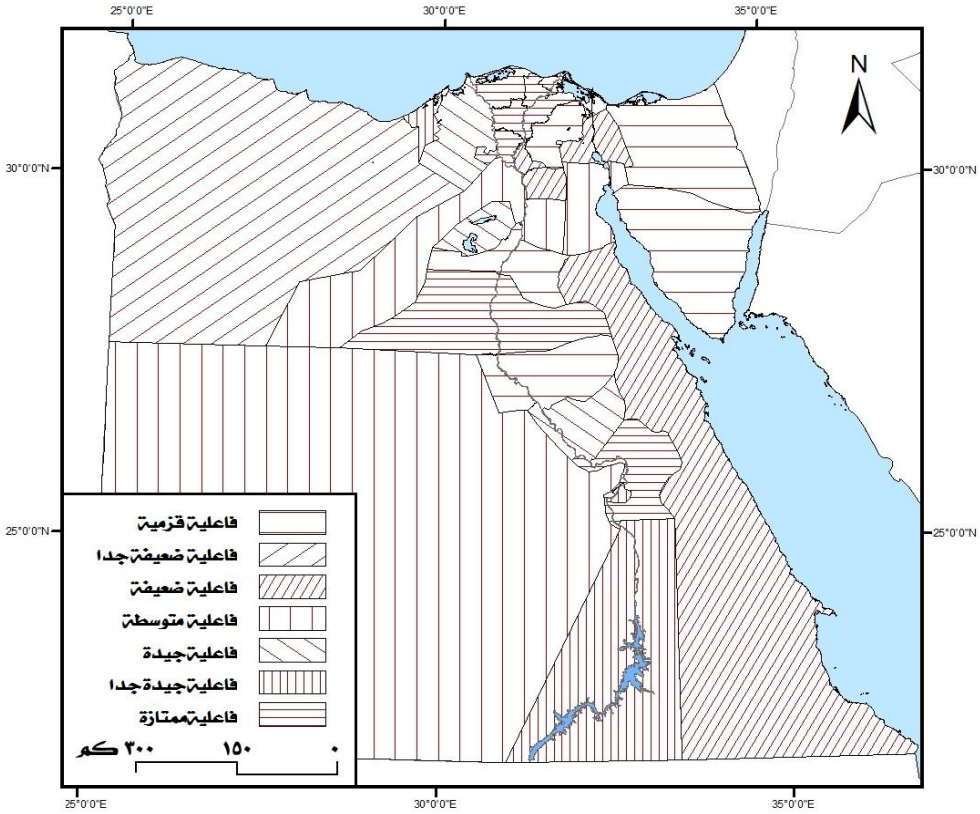 25°0'0"E 30°0'0"E 35°0'0"E
N
30°0'0"N 30°0'0"N
25°0'0"N 25°0'0"N
فاعلية قزمية
فاعلية ضعيفة جدا
فاعلية ضعيفة
فاعلية متوسطة
فاعلية جيدة
فاعلية جيدة جدا
فاعلية ممتازة
٠ ١٥٠ ٣٠٠ كم
25°0'0"E 30°0'0"E 35°0'0"E